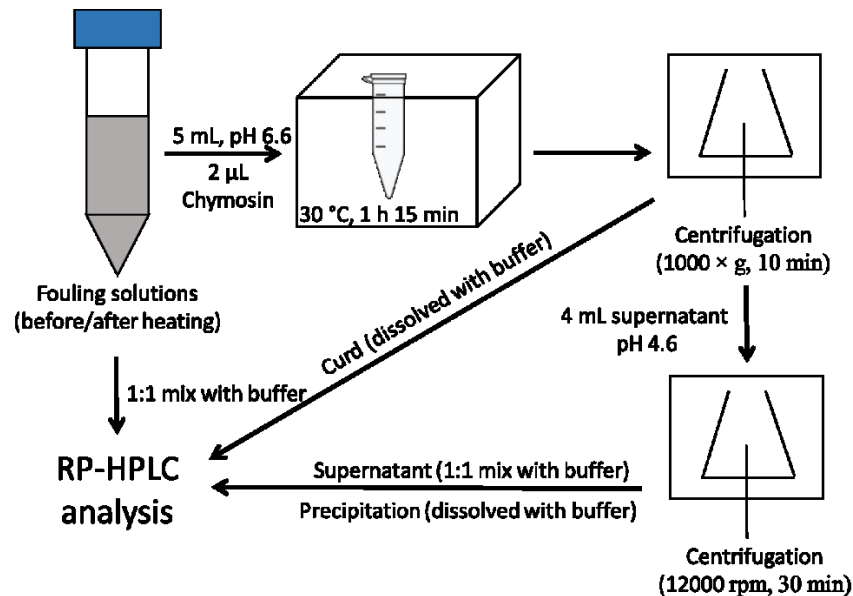 5 mL, pH 6.6
2 µL
Chymosin
30 °C, 1 h 15 min
Centrifugation
(1000 × g, 10 min)
Fouling solutions
(before/after heating)
Curd (dissolved with buffer)
4 mL supernatant
pH 4.6
1:1 mix with buffer
RP-HPLC
analysis
Supernatant (1:1 mix with buffer)
Precipitation (dissolved with buffer)
Centrifugation
(12000 rpm, 30 min)